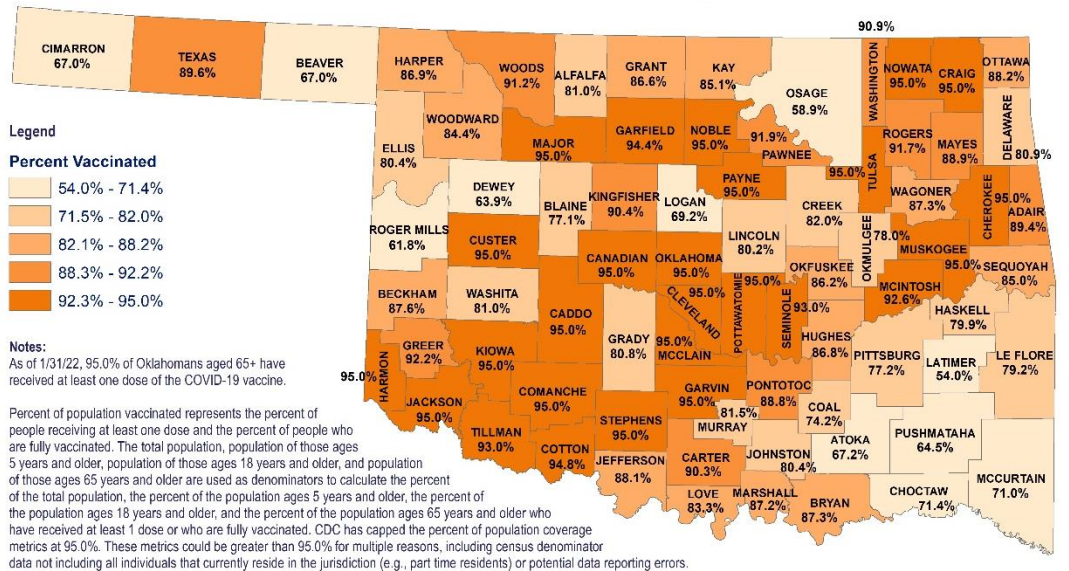 90.9%
CIMARRON
67.0%
TEXAS
89.6%
BEAVER
67.0%
HARPER
86.9%
WOODS
91.2%
ALFALFA
81.0%
GRANT
86.6%
KAY
85.1%
OSAGE
58.9%
WASHINGTON
NOWATA
95.0%
CRAIG
95.0%
OTTAWA
88.2%
WOODWARD
84.4%
ELLIS
80.4%
MAJOR
95.0%
GARFIELD
94.4%
NOBLE
95.0%
91.9%
PAWNEE
ROGERS
91.7%
MAYES
88.9%
DELAWARE
80.9%
Legend
Percent Vaccinated
54.0% - 71.4%
71.5% - 82.0%
82.1% - 88.2%
88.3% - 92.2%
92.3% - 95.0%
DEWEY
63.9%
BLAINE
77.1%
KINGFISHER
90.4%
LOGAN
69.2%
PAYNE
95.0%
95.0%
TULSA
CREEK
82.0%
WAGONER
87.3%
CHEROKEE
95.0%
ADAIR
89.4%
ROGER MILLS
61.8%
CUSTER
95.0%
CANADIAN
95.0%
OKLAHOMA
95.0%
LINCOLN
80.2%
OKMULGEE
78.0%
MUSKOGEE
95.0%
SEQUOYAH
85.0%
OKFUSKEE
86.2%
MCINTOSH
92.6%
BECKHAM
87.6%
WASHITA
81.0%
CADDO
95.0%
GRADY
80.8%
95.0%
CLEVELAND
95.0%
MCCLAIN
95.0%
POTTAWATOMIE
SEMINOLE
93.0%
HUGHES
86.8%
PITTSBURG
77.2%
HASKELL
79.9%
LATIMER
54.0%
LE FLORE
79.2%
Notes:
As of 1/31/22, 95.0% of Oklahomans aged 65+ have
received at least one dose of the COVID-19 vaccine.
95.0%
HARMON
GREER
92.2%
KIOWA
95.0%
JACKSON
95.0%
COMANCHE
95.0%
TILLMAN
93.0%
COTTON
94.8%
STEPHENS
95.0%
GARVIN
95.0%
PONTOTOC
88.8%
81.5%
MURRAY
COAL
74.2%
ATOKA
67.2%
PUSHMATAHA
64.5%
MCCURTAIN
71.0%
JEFFERSON
88.1%
CARTER
90.3%
JOHNSTON
80.4%
LOVE
83.3%
MARSHALL
87.2%
BRYAN
87.3%
CHOCTAW
71.4%
Percent of population vaccinated represents the percent of
people receiving at least one dose and the percent of people who
are fully vaccinated. The total population, population of those ages
5 years and older, population of those ages 18 years and older, and population
of those ages 65 years and older are used as denominators to calculate the percent
of the total population, the percent of the population ages 5 years and older, the percent of
the population ages 18 years and older, and the percent of the population ages 65 years and older who
have received at least 1 dose or who are fully vaccinated. CDC has capped the percent of population coverage
metrics at 95.0%. These metrics could be greater than 95.0% for multiple reasons, including census denominator
data not including all individuals that currently reside in the jurisdiction (e.g., part time residents) or potential data reporting errors.